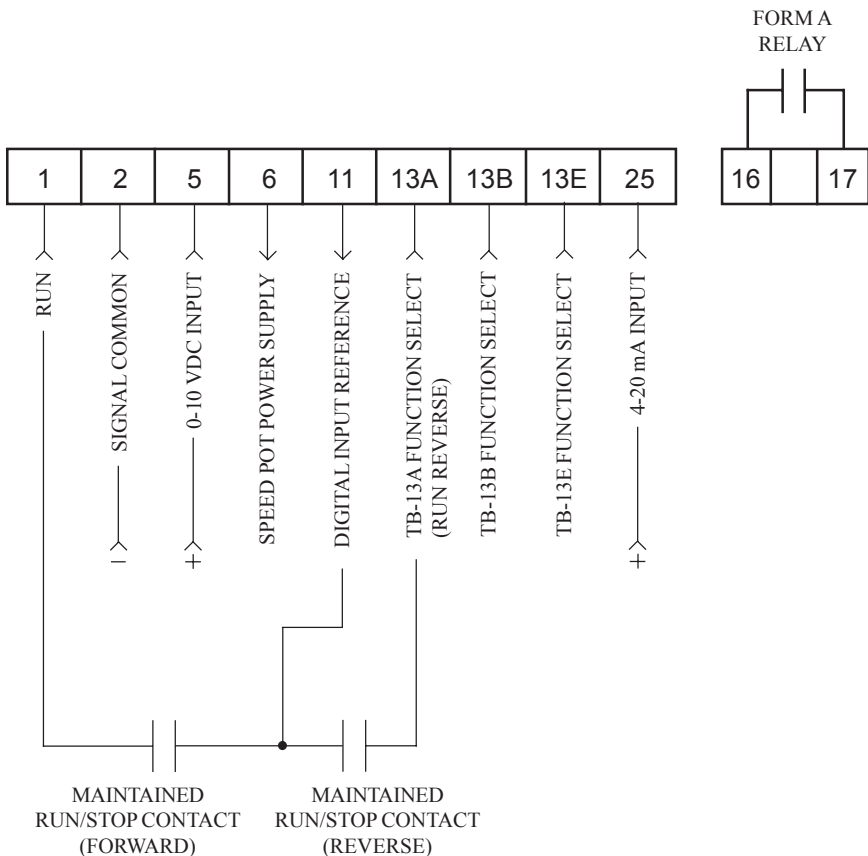 FORM A
RELAY
1 2 5 6 11 13A 13B 13E 25 16 17
RUN
SIGNAL COMMON
0-10 VDC INPUT
SPEED POT POWER SUPPLY
DIGITAL INPUT REFERENCE
TB-13A FUNCTION SELECT
(RUN REVERSE)
TB-13B FUNCTION SELECT
TB-13E FUNCTION SELECT
4-20 mA INPUT
–
+
+
MAINTAINED
RUN/STOP CONTACT
(FORWARD)
MAINTAINED
RUN/STOP CONTACT
(REVERSE)